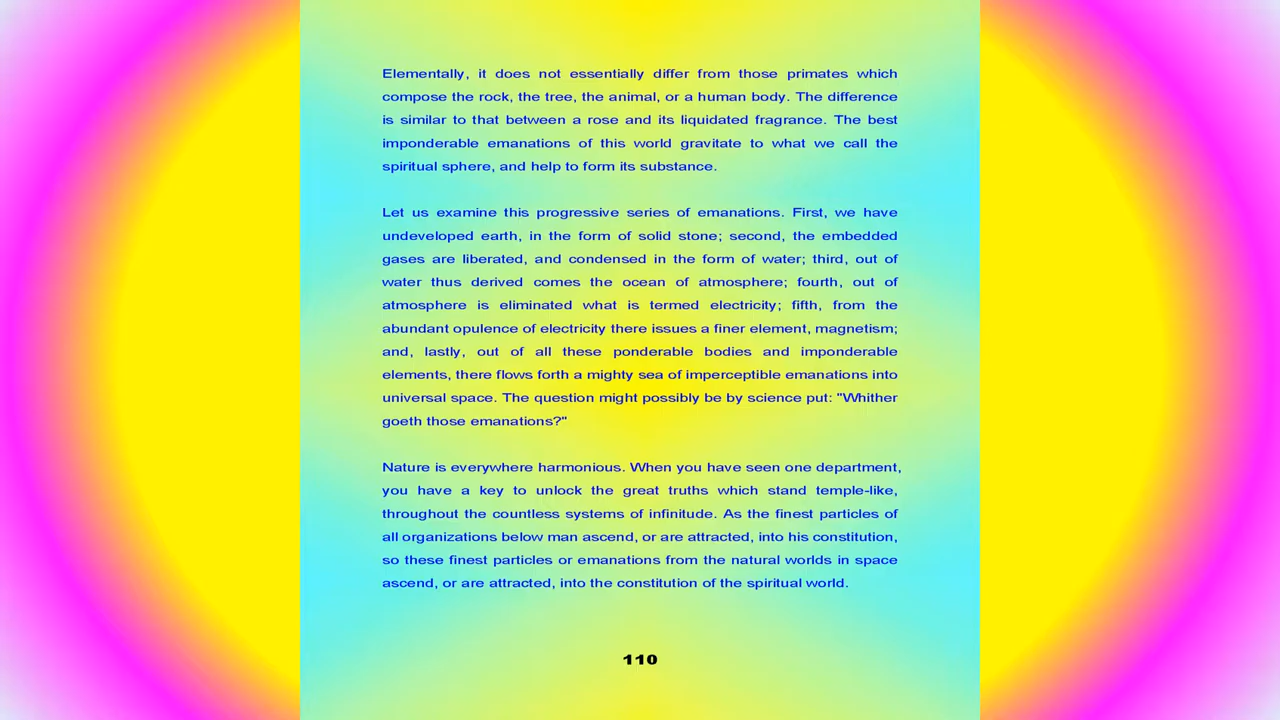 Elementally, it does not essentially differ from those primates which
compose the rock, the tree, the animal, or a human body. The difference
is similar to that between a rose and its liquidated fragrance. The best
imponderable emanations of this world gravitate to what we call the
spiritual sphere, and help to form its substance.
Let us examine this progressive series of emanations. First, we have
undeveloped earth, in the form of solid stone; second, the embedded
gases are liberated, and condensed in the form of water; third, out of
water thus derived comes the ocean of atmosphere; fourth, out of
atmosphere is eliminated what is termed electricity; fifth, from the
abundant opulence of electricity there issues a finer element, magnetism;
and, lastly, out of all these ponderable bodies and imponderable
elements, there flows forth a mighty sea of imperceptible emanations into
universal space. The question might possibly be by science put: "Whither
goeth those emanations?"
Nature is everywhere harmonious. When you have seen one department,
you have a key to unlock the great truths which stand temple-like,
throughout the countless systems of infinitude. As the finest particles of
all organizations below man ascend, or are attracted, into his constitution,
so these finest particles or emanations from the natural worlds in space
ascend, or are attracted, into the constitution of the spiritual world.
110